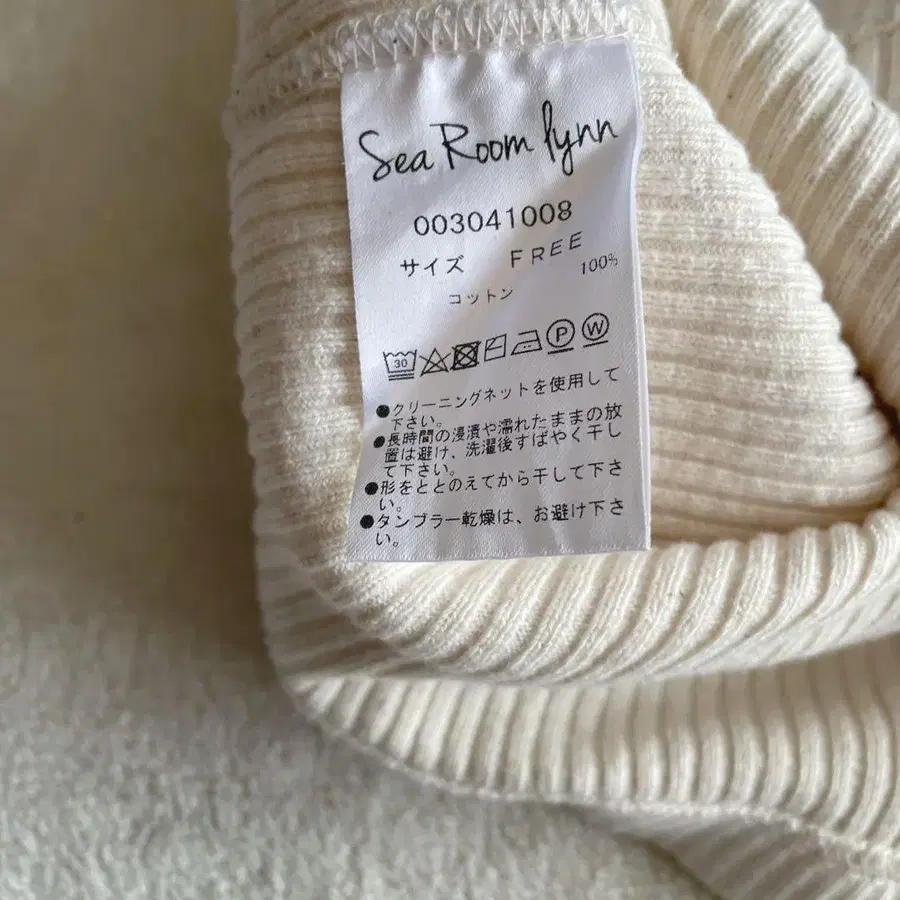 Sea Room lynn
003041008
サイズ FREE
コットン 100%
30 P W
●クリーニングネットを使用して
下さい。
●長時間の浸漬や濡れたままの放
置は避け、洗濯後すばやく干し
て下さい。
●形をととのえてから干して下さ
い。
●タンブラー乾燥は、お避け下さ
い。